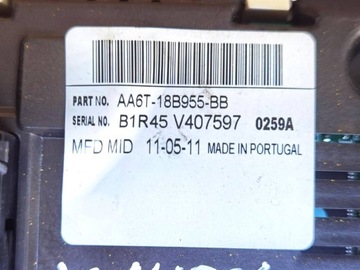 PART NO. AA6T-18B955-BB
SERIAL NO. B1R45 V407597 0259A
MFD MID 11-05-11 MADE IN PORTUGAL